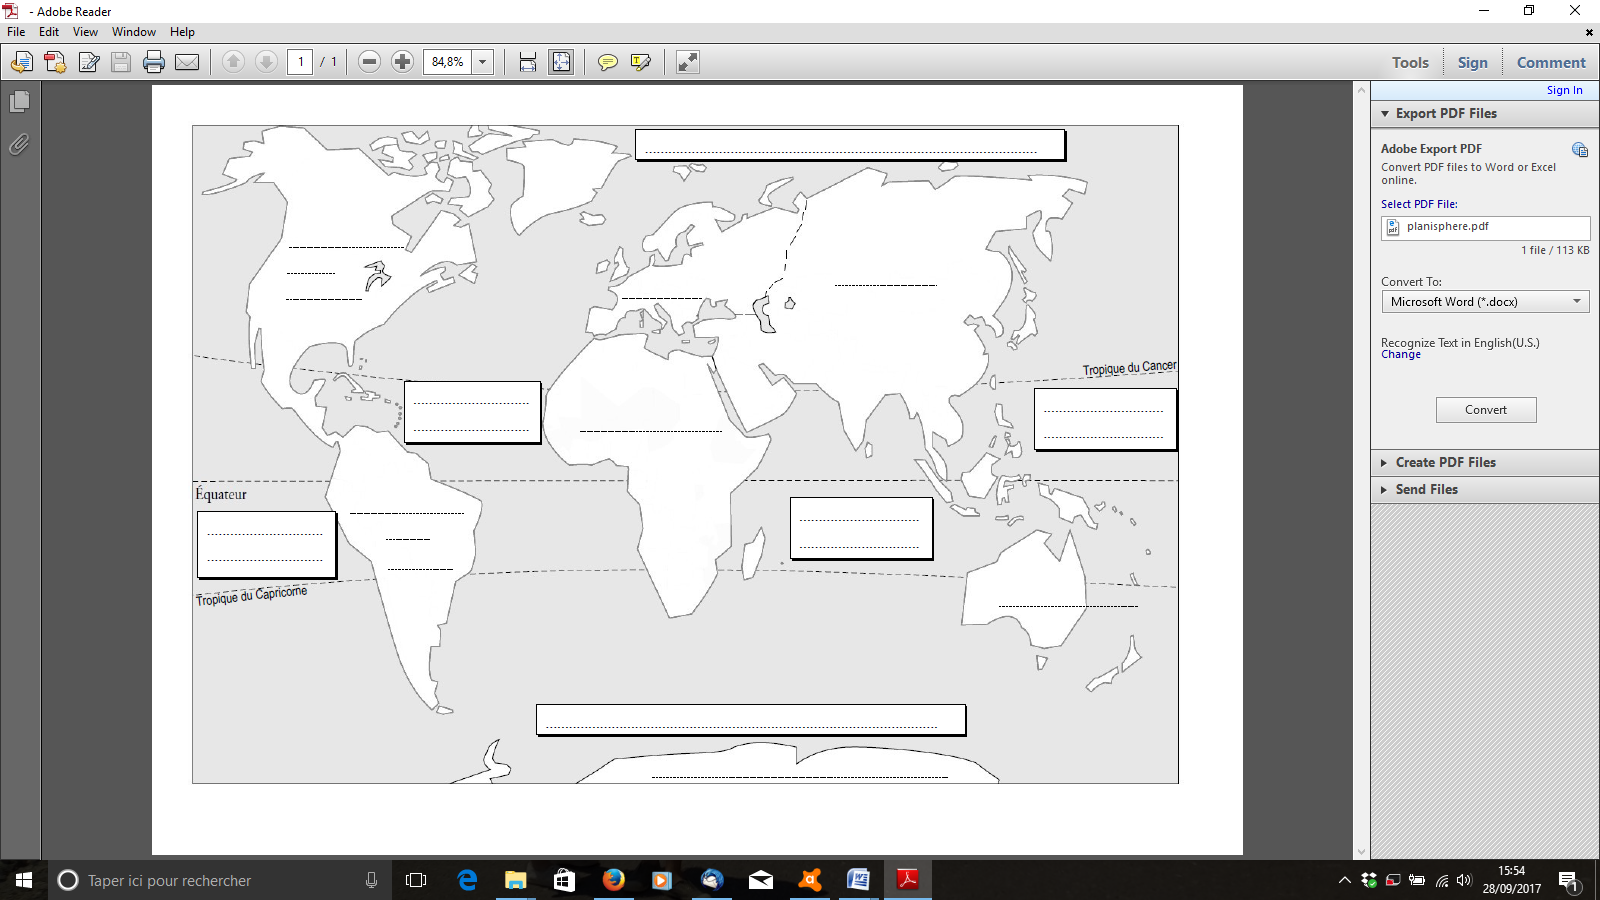 - Adobe Reader
File Edit View Window Help
1 / 1 84,8% Tools Sign Comment
Sign In
Export PDF Files
Adobe Export PDF
Convert PDF files to Word or Excel
online.
Select PDF File:
planisphere.pdf
1 file / 113 KB
Convert To:
Microsoft Word (*.docx)
Recognize Text in English(U.S.)
Change
Convert
Create PDF Files
Send Files
Tropique du Cancer
Équateur
Tropique du Capricorne
Taper ici pour rechercher
15:54
28/09/2017
1